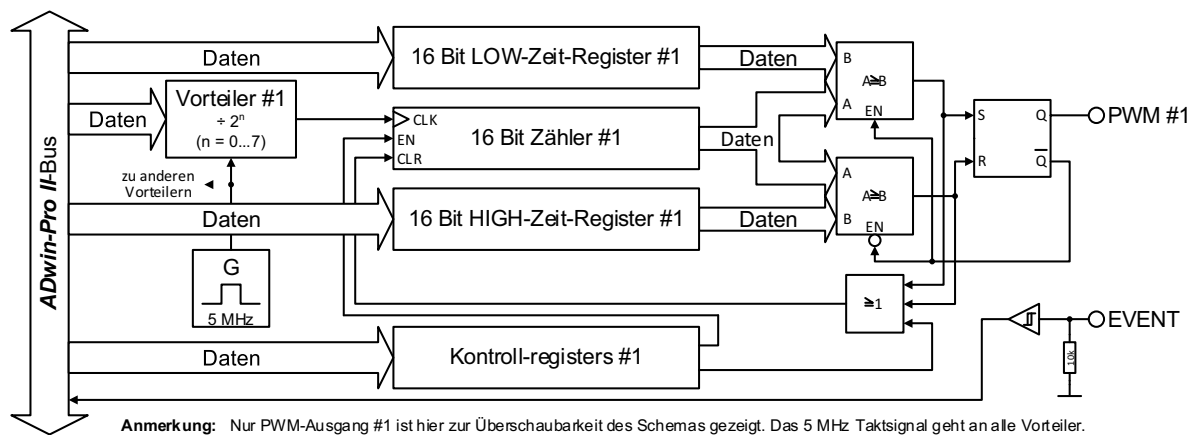 ADwin-Pro II-Bus
Daten
16 Bit LOW-Zeit-Register #1
Daten
B
A≥B
A
EN
Daten
Vorteiler #1
÷ 2ⁿ
(n = 0...7)
CLK
EN
CLR
16 Bit Zähler #1
Daten
S
Q
R
Q
PWM #1
zu anderen
Vorteilern
A
A≥B
B
EN
Daten
16 Bit HIGH-Zeit-Register #1
Daten
G
5 MHz
≥1
EVENT
10k
Daten
Kontroll-registers #1
Anmerkung: Nur PWM-Ausgang #1 ist hier zur Überschaubarkeit des Schemas gezeigt. Das 5 MHz Taktsignal geht an alle Vorteiler.